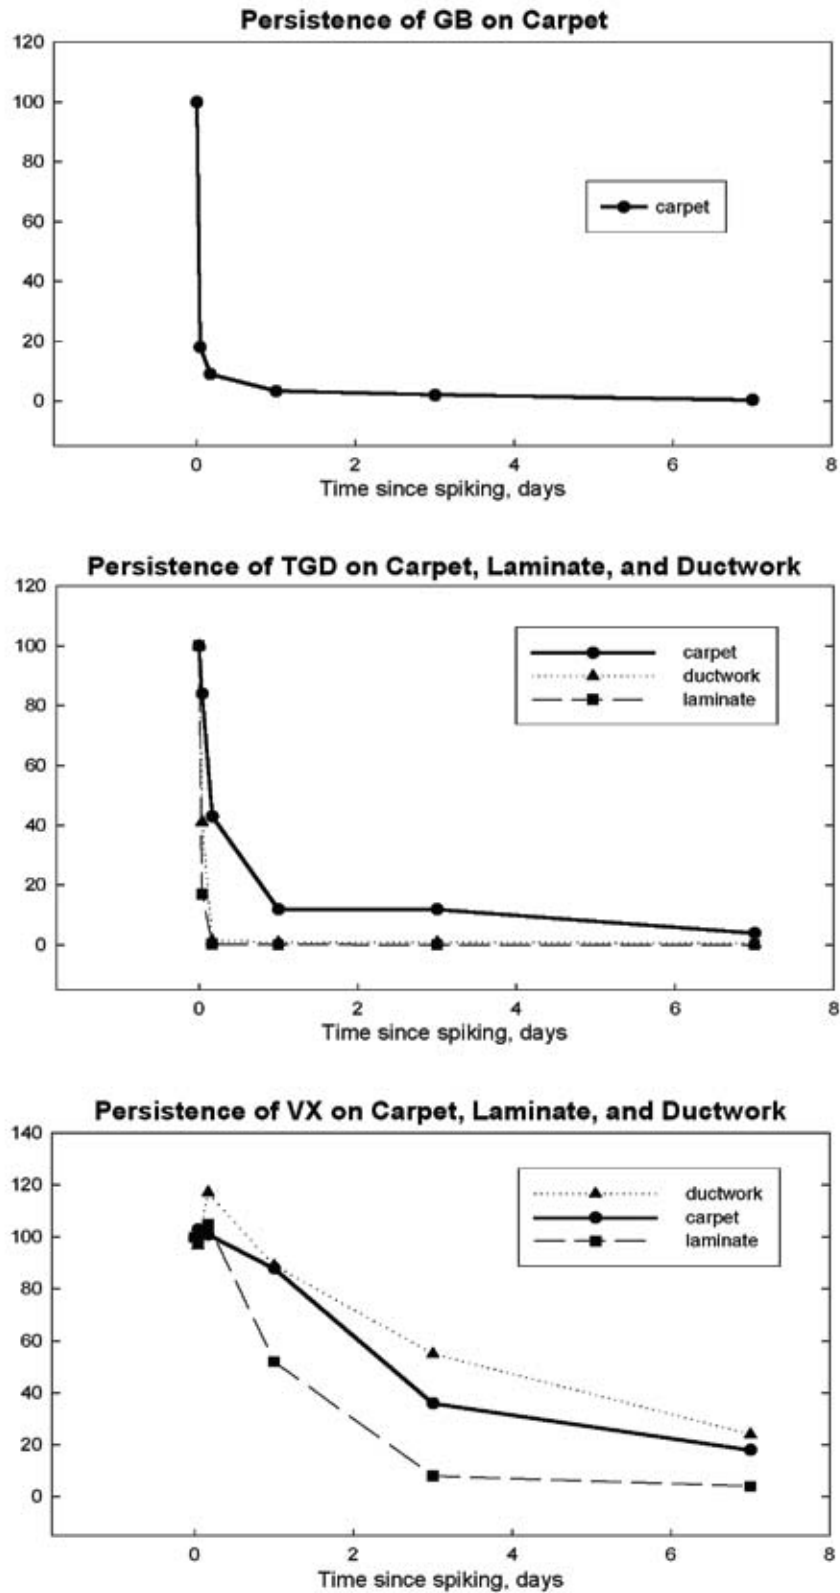 Persistence of GB on Carpet
120
100
80
60
40
20
0
carpet
0 2 4 6 8
Time since spiking, days
Persistence of TGD on Carpet, Laminate, and Ductwork
120
100
80
60
40
20
0
carpet
ductwork
laminate
0 2 4 6 8
Time since spiking, days
Persistence of VX on Carpet, Laminate, and Ductwork
140
120
100
80
60
40
20
0
ductwork
carpet
laminate
0 2 4 6 8
Time since spiking, days